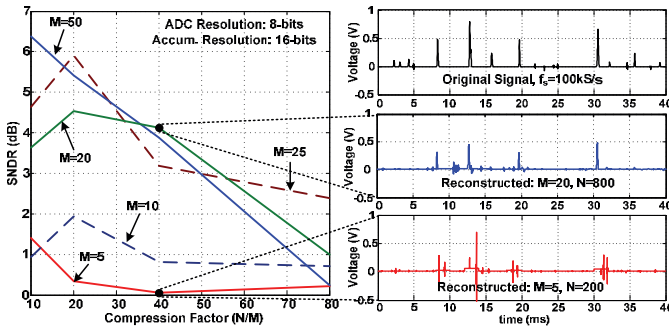 ADC Resolution: 8-bits
Accum. Resolution: 16-bits
M=50
M=20
M=25
M=10
M=5
SNDR (dB)
7
6
5
4
3
2
1
0
10 20 30 40 50 60 70 80
Compression Factor (N/M)
Voltage (V)
1
0.5
0
Original Signal, fs=100kS/s
0 5 10 15 20 25 30 35 40
Voltage (V)
1
0.5
0
-0.5
Reconstructed: M=20, N=800
0 5 10 15 20 25 30 35 40
Voltage (V)
1
0.5
0
-0.5
Reconstructed: M=5, N=200
0 5 10 15 20 25 30 35 40
time (ms)